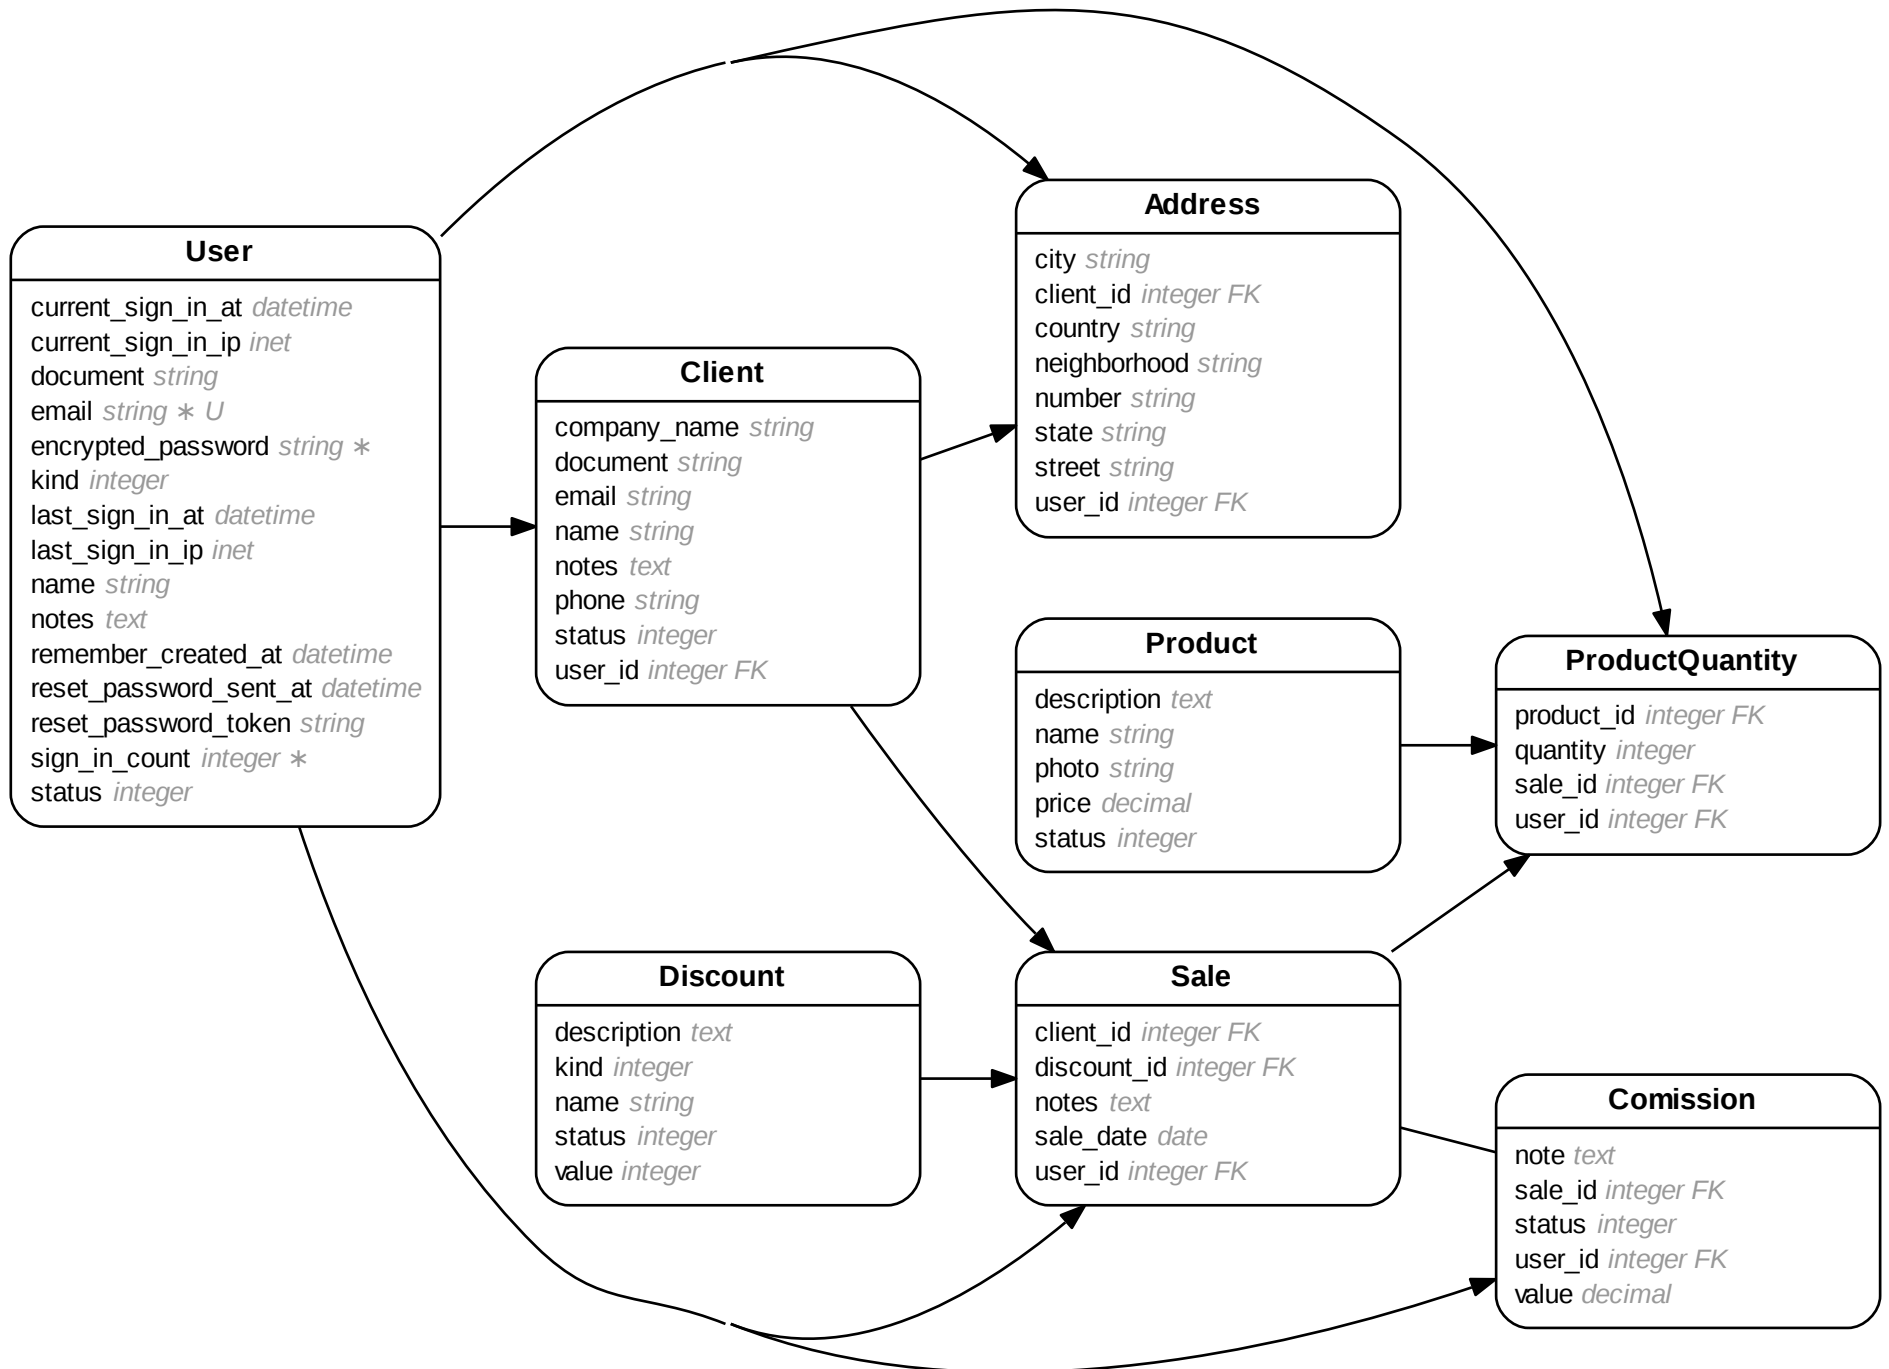 User
current_sign_in_at datetime
current_sign_in_ip inet
document string
email string ∗ U
encrypted_password string ∗
kind integer
last_sign_in_at datetime
last_sign_in_ip inet
name string
notes text
remember_created_at datetime
reset_password_sent_at datetime
reset_password_token string
sign_in_count integer ∗
status integer
Client
company_name string
document string
email string
name string
notes text
phone string
status integer
user_id integer FK
Address
city string
client_id integer FK
country string
neighborhood string
number string
state string
street string
user_id integer FK
Product
description text
name string
photo string
price decimal
status integer
ProductQuantity
product_id integer FK
quantity integer
sale_id integer FK
user_id integer FK
Discount
description text
kind integer
name string
status integer
value integer
Sale
client_id integer FK
discount_id integer FK
notes text
sale_date date
user_id integer FK
Comission
note text
sale_id integer FK
status integer
user_id integer FK
value decimal